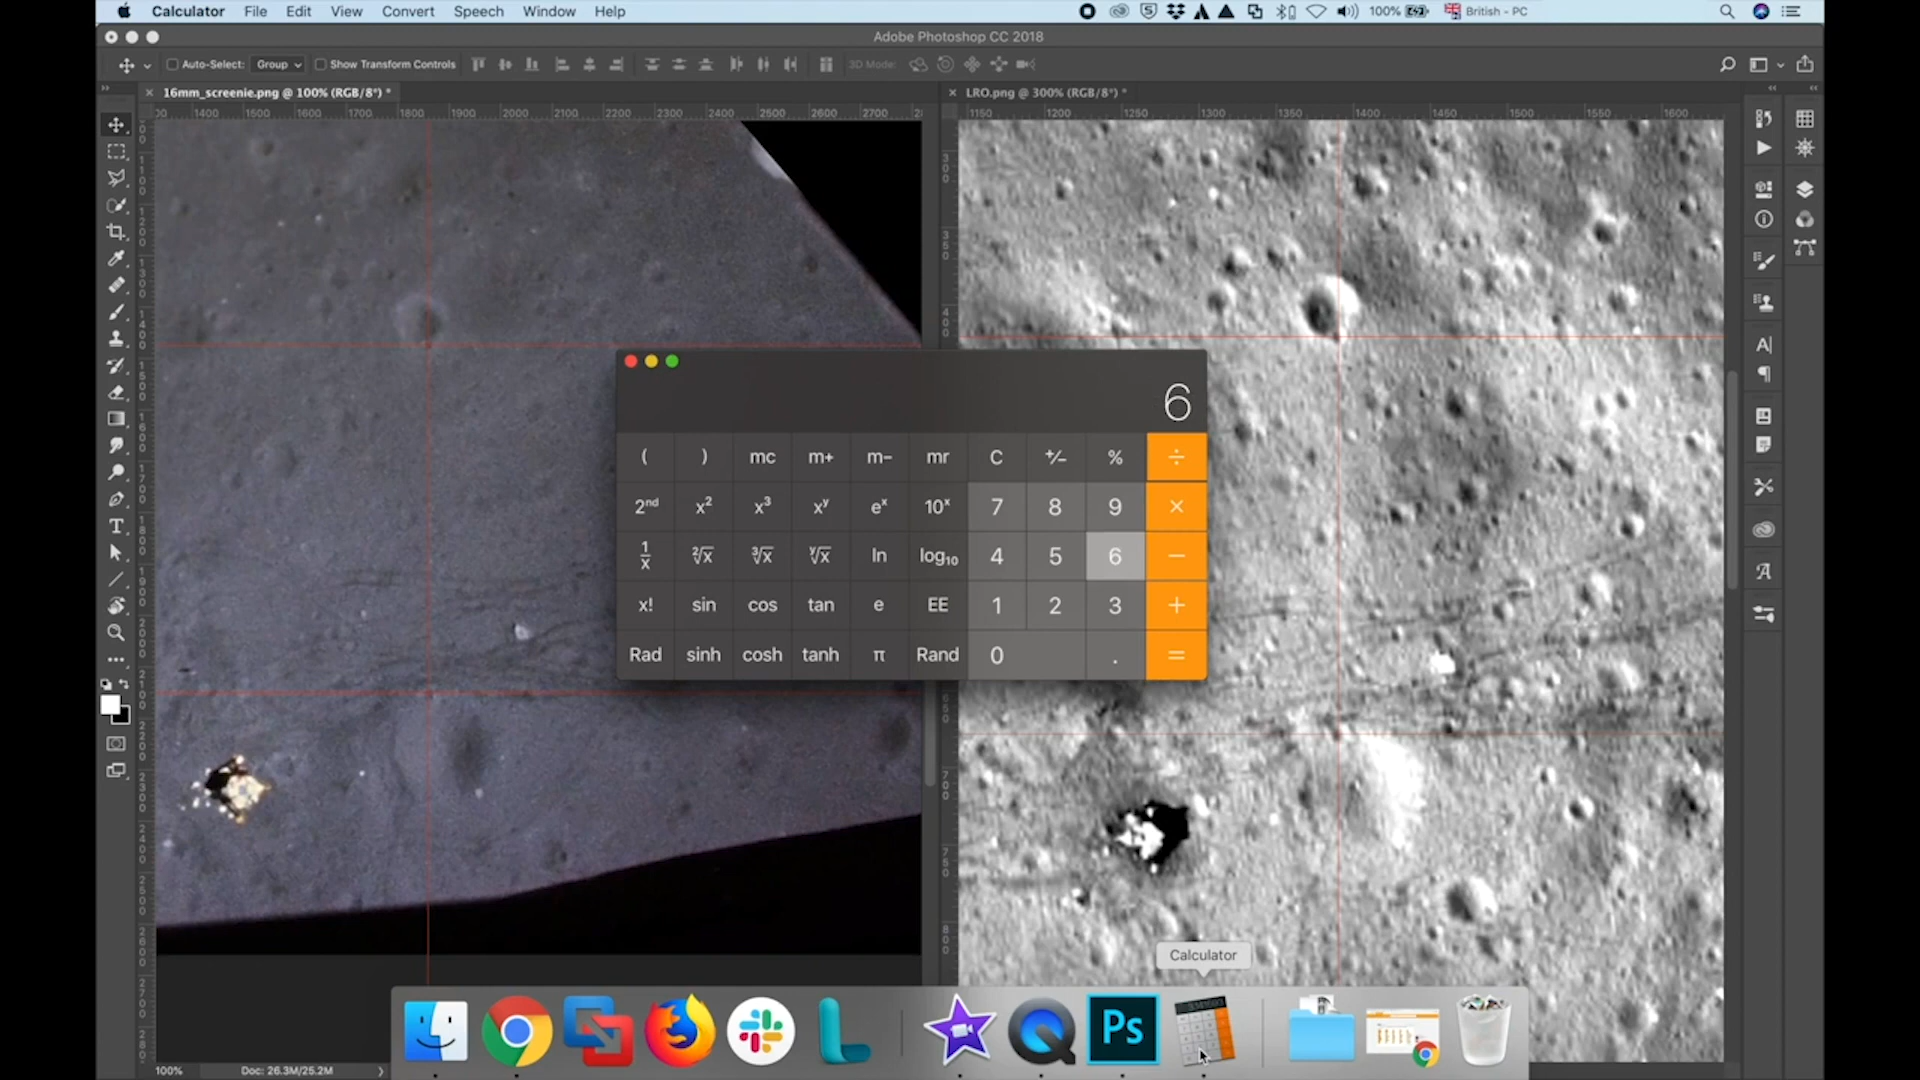 Calculator File Edit View Convert Speech Window Help 100% British - PC
Adobe Photoshop CC 2018
Auto-Select: Group Show Transform Controls 3D Mode:
16mm_screenie.png @ 100% (RGB/8*) * LRO.png @ 300% (RGB/8*) *
1400 1500 1600 1700 1800 1900 2000 2100 2200 2300 2400 2500 2600 2700 1150 1200 1250 1300 1350 1400 1450 1500 1550 1600
6
( ) mc m+ m− mr C +/− % ÷
2nd x² x³ xʸ eˣ 10ˣ 7 8 9 ×
1/x ²√x ³√x ʸ√x ln log₁₀ 4 5 6 −
x! sin cos tan e EE 1 2 3 +
Rad sinh cosh tanh π Rand 0 . =
Calculator
Ps
100% Doc: 26.3M/25.2M